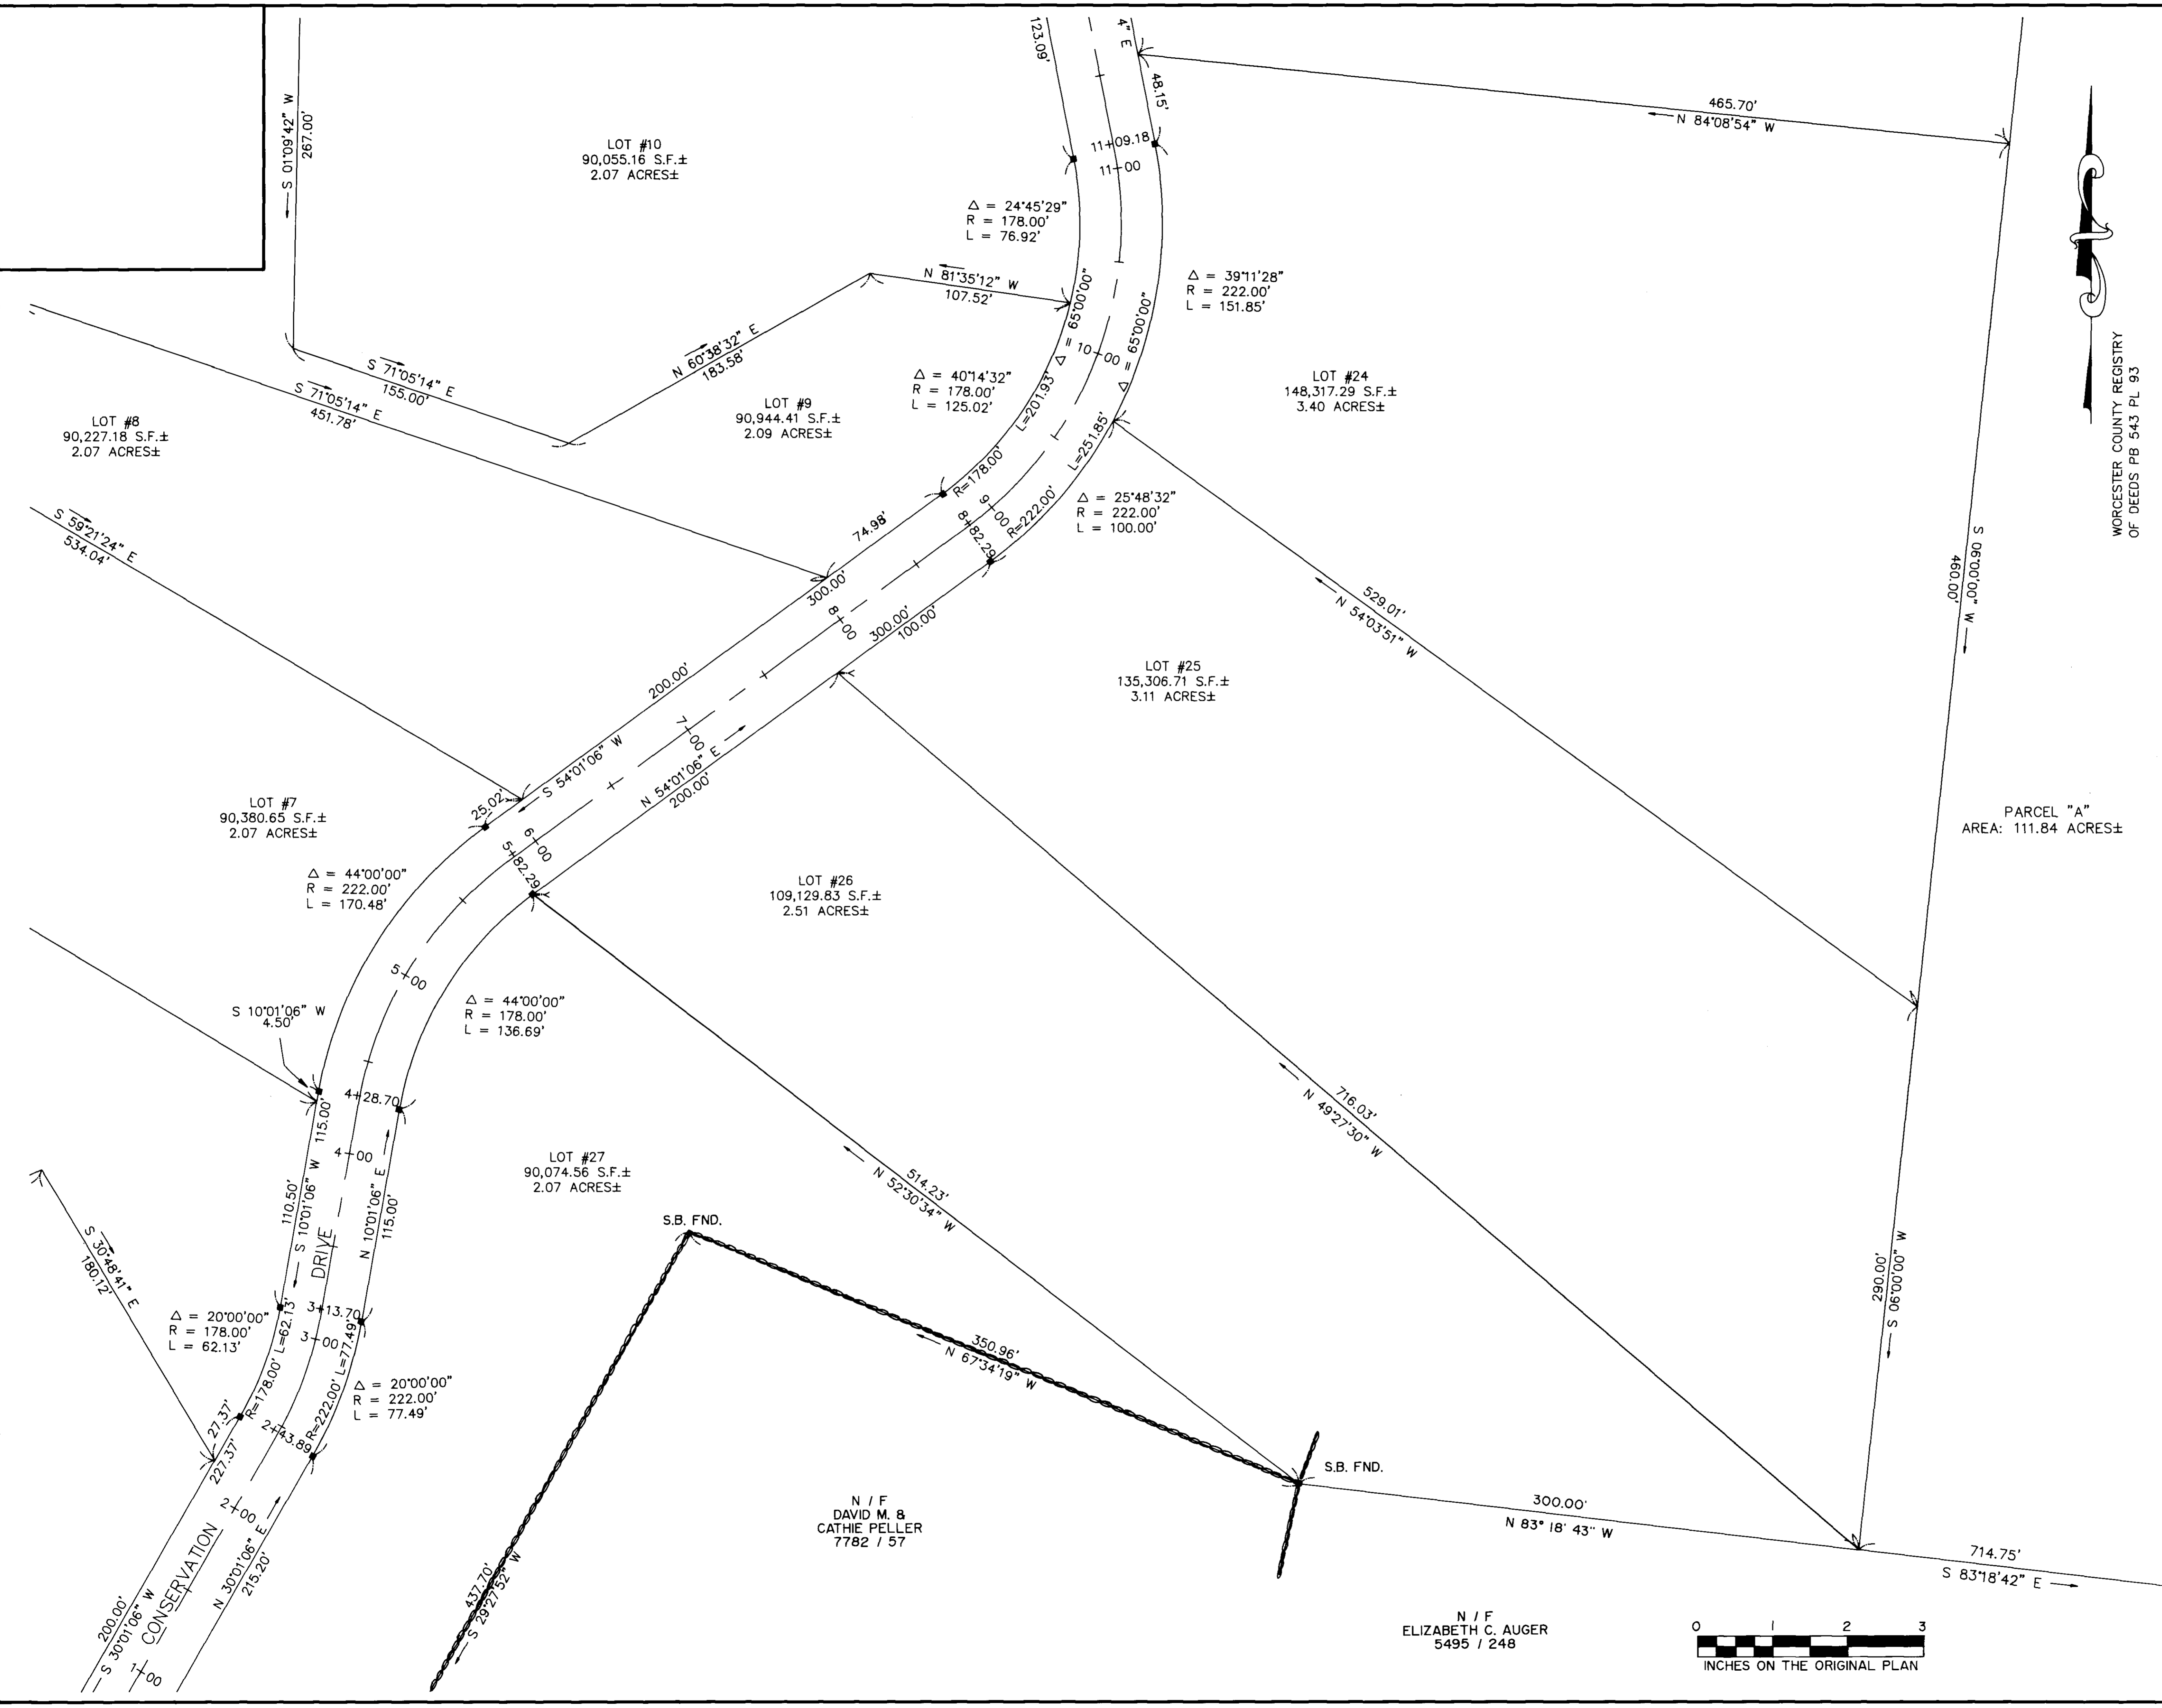 123.09'
4" E
48.15'
465.70'
N 84°08'54" W
S 01°09'42" W
267.00'
LOT #10
90,055.16 S.F.±
2.07 ACRES±
11+09.18
11+00
Δ = 24°45'29"
R = 178.00'
L = 76.92'
N 81°35'12" W
107.52'
Δ = 39°11'28"
R = 222.00'
L = 151.85'
WORCESTER COUNTY REGISTRY
OF DEEDS PB 543 PL 93
N 60°38'32" E
183.58'
S 71°05'14" E
155.00'
S 71°05'14" E
451.78'
Δ = 65°00'00"
L=201.93'
R=178.00'
10+00
Δ = 65°00'00"
L=251.85'
R=222.00'
Δ = 40°14'32"
R = 178.00'
L = 125.02'
LOT #24
148,317.29 S.F.±
3.40 ACRES±
LOT #9
90,944.41 S.F.±
2.09 ACRES±
LOT #8
90,227.18 S.F.±
2.07 ACRES±
S 59°21'24" E
534.04'
74.98'
9+00
8+82.29
Δ = 25°48'32"
R = 222.00'
L = 100.00'
S 06°00'00" W
460.00'
300.00'
8+00
300.00'
100.00'
529.01'
N 54°03'51" W
LOT #25
135,306.71 S.F.±
3.11 ACRES±
200.00'
S 54°01'06" W
7+00
N 54°01'06" E
200.00'
25.02'
LOT #7
90,380.65 S.F.±
2.07 ACRES±
6+00
5+82.29
PARCEL "A"
AREA: 111.84 ACRES±
Δ = 44°00'00"
R = 222.00'
L = 170.48'
LOT #26
109,129.83 S.F.±
2.51 ACRES±
5+00
Δ = 44°00'00"
R = 178.00'
L = 136.69'
S 10°01'06" W
4.50'
4+28.70
115.00'
4+00
716.03'
N 49°27'30" W
LOT #27
90,074.56 S.F.±
2.07 ACRES±
514.23'
N 52°30'34" W
110.50'
S 10°01'06" W
DRIVE
N 10°01'06" E
115.00'
S.B. FND.
S 30°48'41" E
180.12'
290.00'
S 06°00'00" W
3+13.70
3+00
Δ = 20°00'00"
R = 178.00'
L = 62.13'
R=178.00' L=62.13'
R=222.00' L=77.49'
350.96'
N 67°34'19" W
Δ = 20°00'00"
R = 222.00'
L = 77.49'
27.37'
227.37'
2+43.89
S.B. FND.
2+00
N / F
DAVID M. &
CATHIE PELLER
7782 / 57
300.00'
N 83° 18' 43" W
714.75'
S 83°18'42" E
CONSERVATION
N 30°01'06" E
215.20'
437.70'
S 29°27'52" W
200.00'
S 30°01'06" W
1+00
N / F
ELIZABETH C. AUGER
5495 / 248
0 1 2 3
INCHES ON THE ORIGINAL PLAN